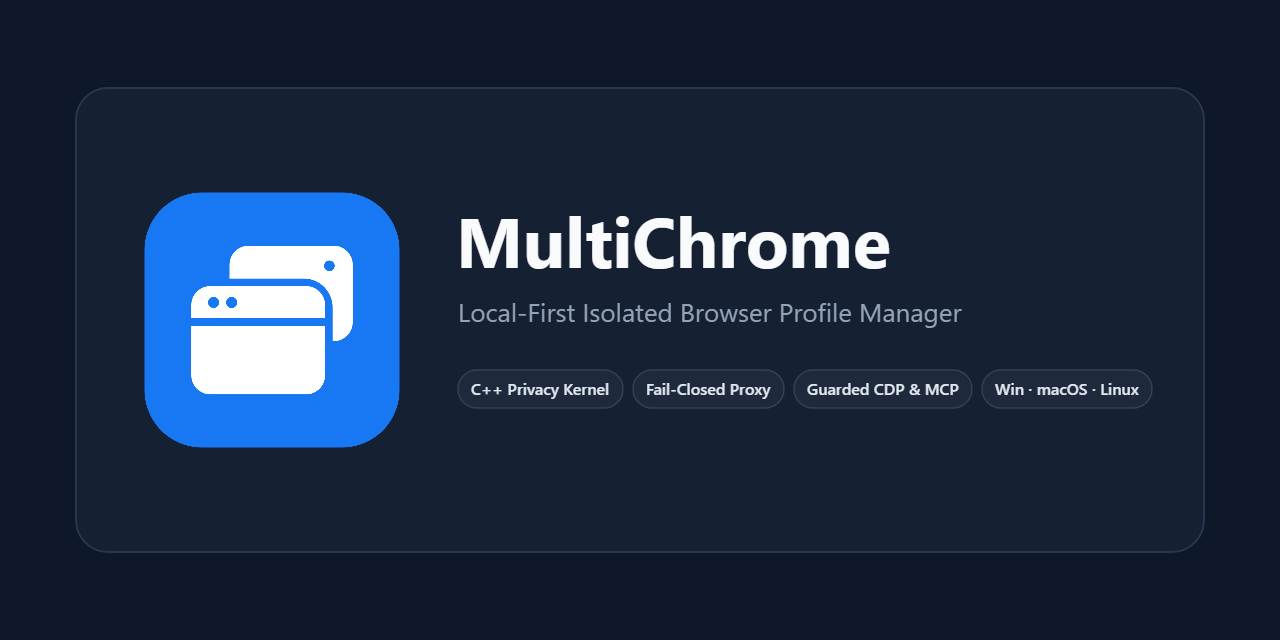 MultiChrome
Local-First Isolated Browser Profile Manager
C++ Privacy Kernel
Fail-Closed Proxy
Guarded CDP & MCP
Win · macOS · Linux